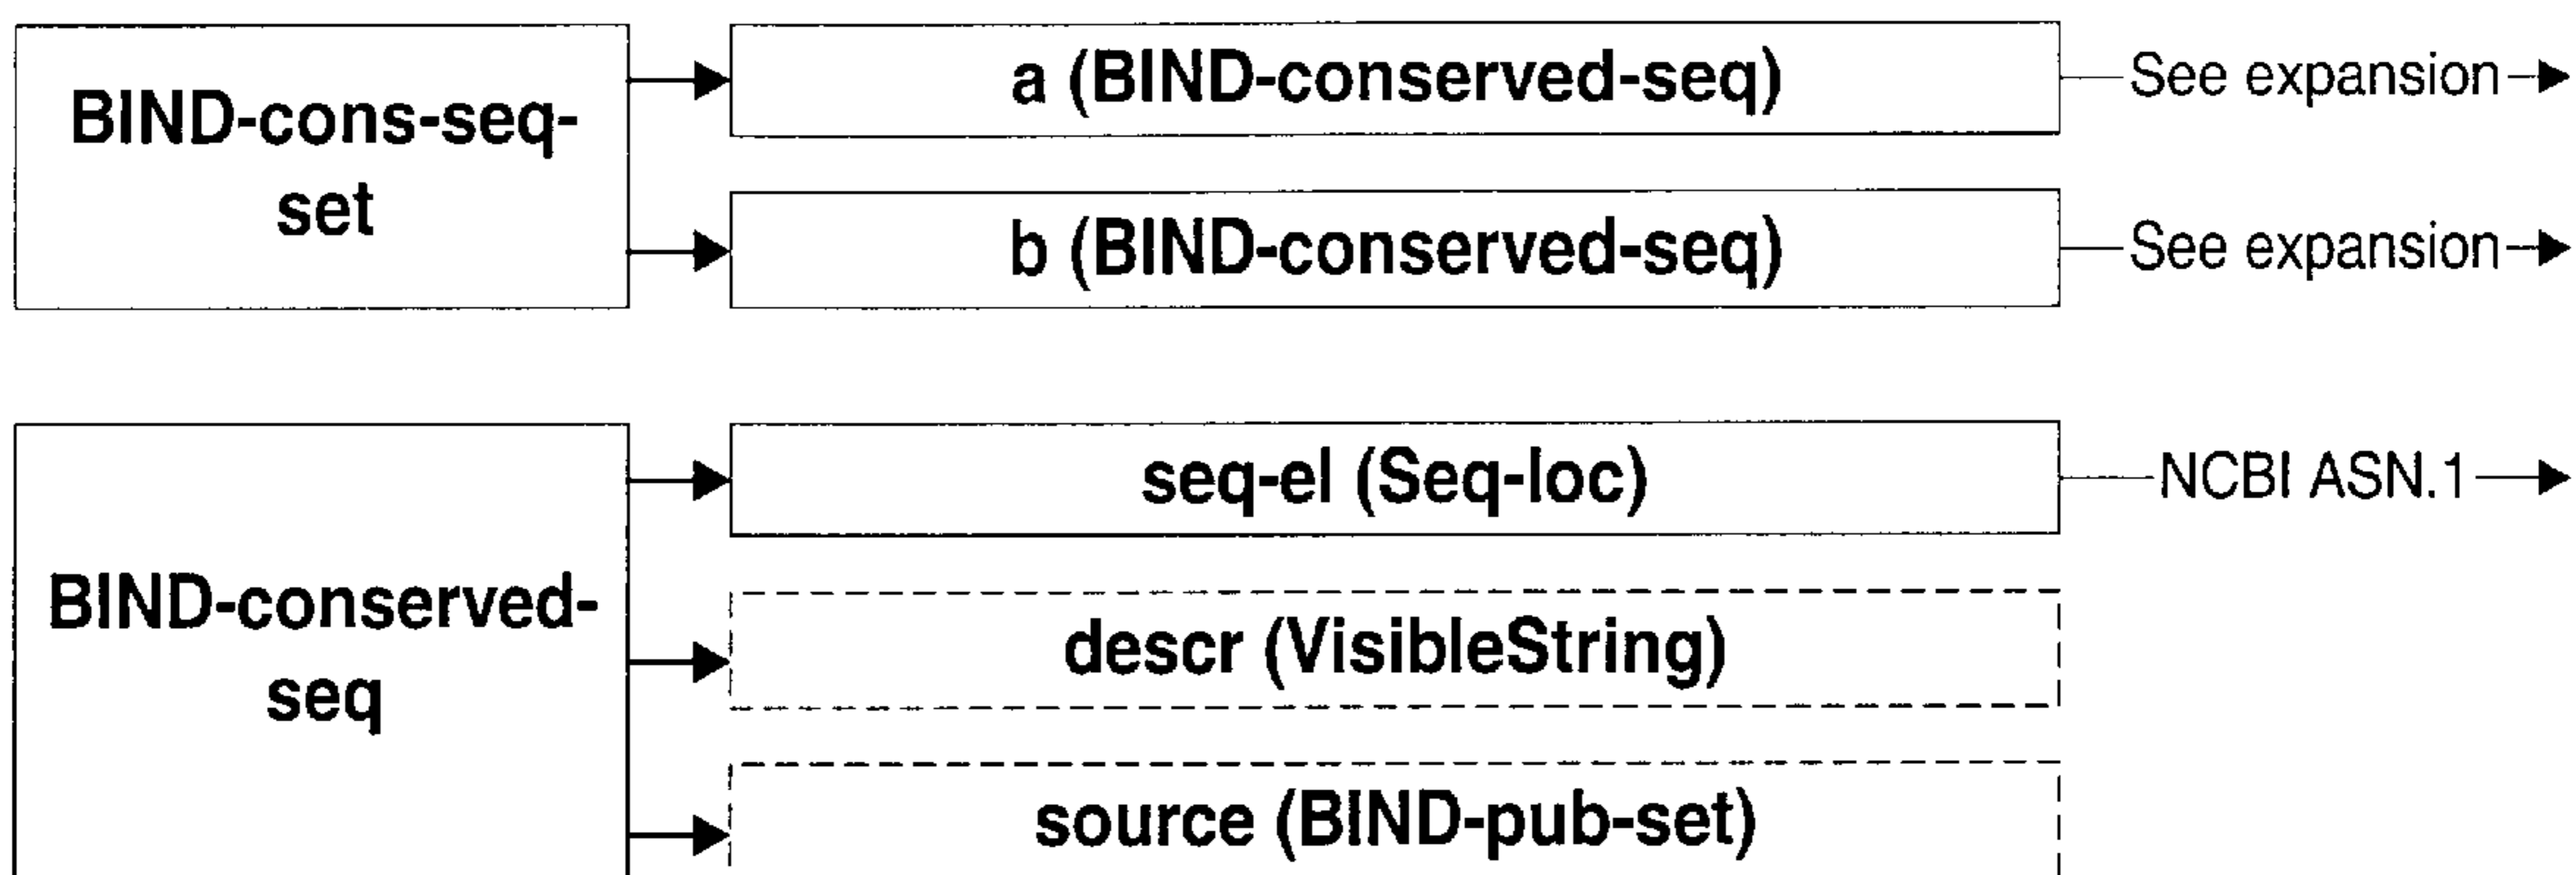 BIND-cons-seq-
set
a (BIND-conserved-seq)
See expansion
b (BIND-conserved-seq)
See expansion
BIND-conserved-
seq
seq-el (Seq-loc)
NCBI ASN.1
descr (VisibleString)
source (BIND-pub-set)